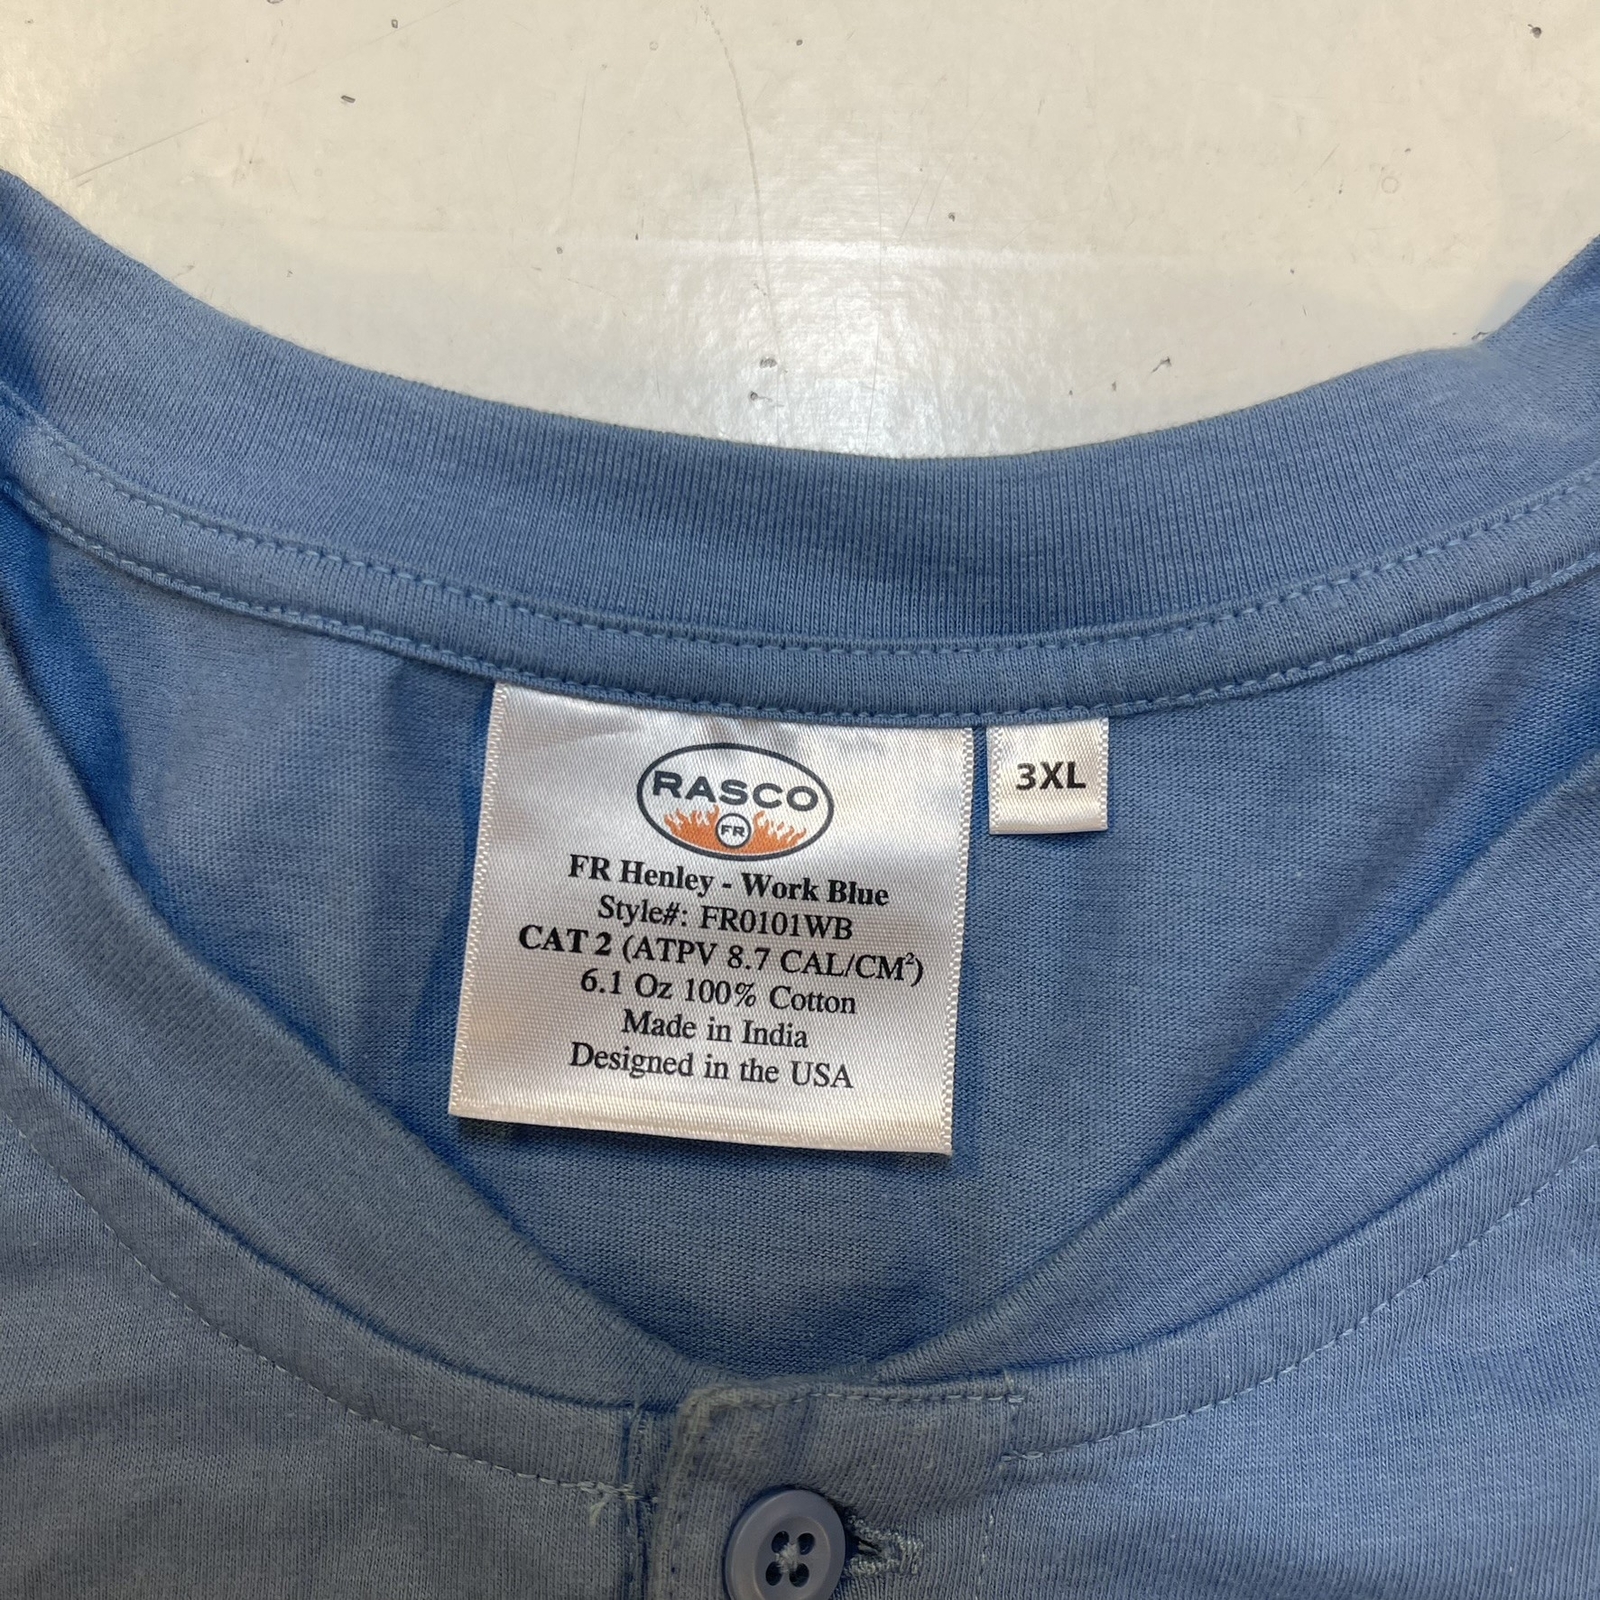 RASCO
FR
FR Henley - Work Blue
Style#: FR0101WB
CAT 2 (ATPV 8.7 CAL/CM²)
6.1 Oz 100% Cotton
Made in India
Designed in the USA
3XL